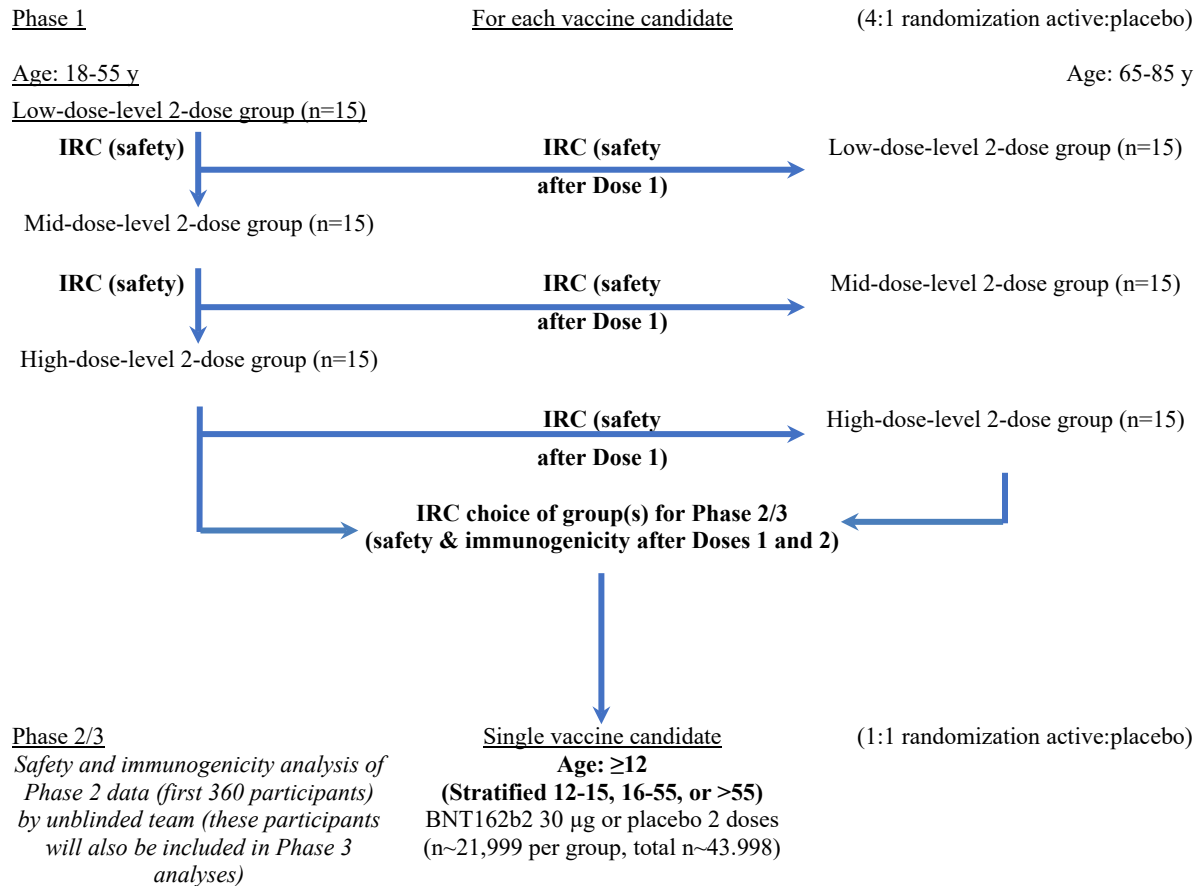 Phase 1
For each vaccine candidate
(4:1 randomization active:placebo)
Age: 18-55 y
Age: 65-85 y
Low-dose-level 2-dose group (n=15)
IRC (safety)
IRC (safety
after Dose 1)
Low-dose-level 2-dose group (n=15)
Mid-dose-level 2-dose group (n=15)
IRC (safety)
IRC (safety
after Dose 1)
Mid-dose-level 2-dose group (n=15)
High-dose-level 2-dose group (n=15)
IRC (safety
after Dose 1)
High-dose-level 2-dose group (n=15)
IRC choice of group(s) for Phase 2/3
(safety & immunogenicity after Doses 1 and 2)
Phase 2/3
Safety and immunogenicity analysis of
Phase 2 data (first 360 participants)
by unblinded team (these participants
will also be included in Phase 3
analyses)
Single vaccine candidate
Age: ≥12
(Stratified 12-15, 16-55, or >55)
BNT162b2 30 µg or placebo 2 doses
(n~21,999 per group, total n~43.998)
(1:1 randomization active:placebo)